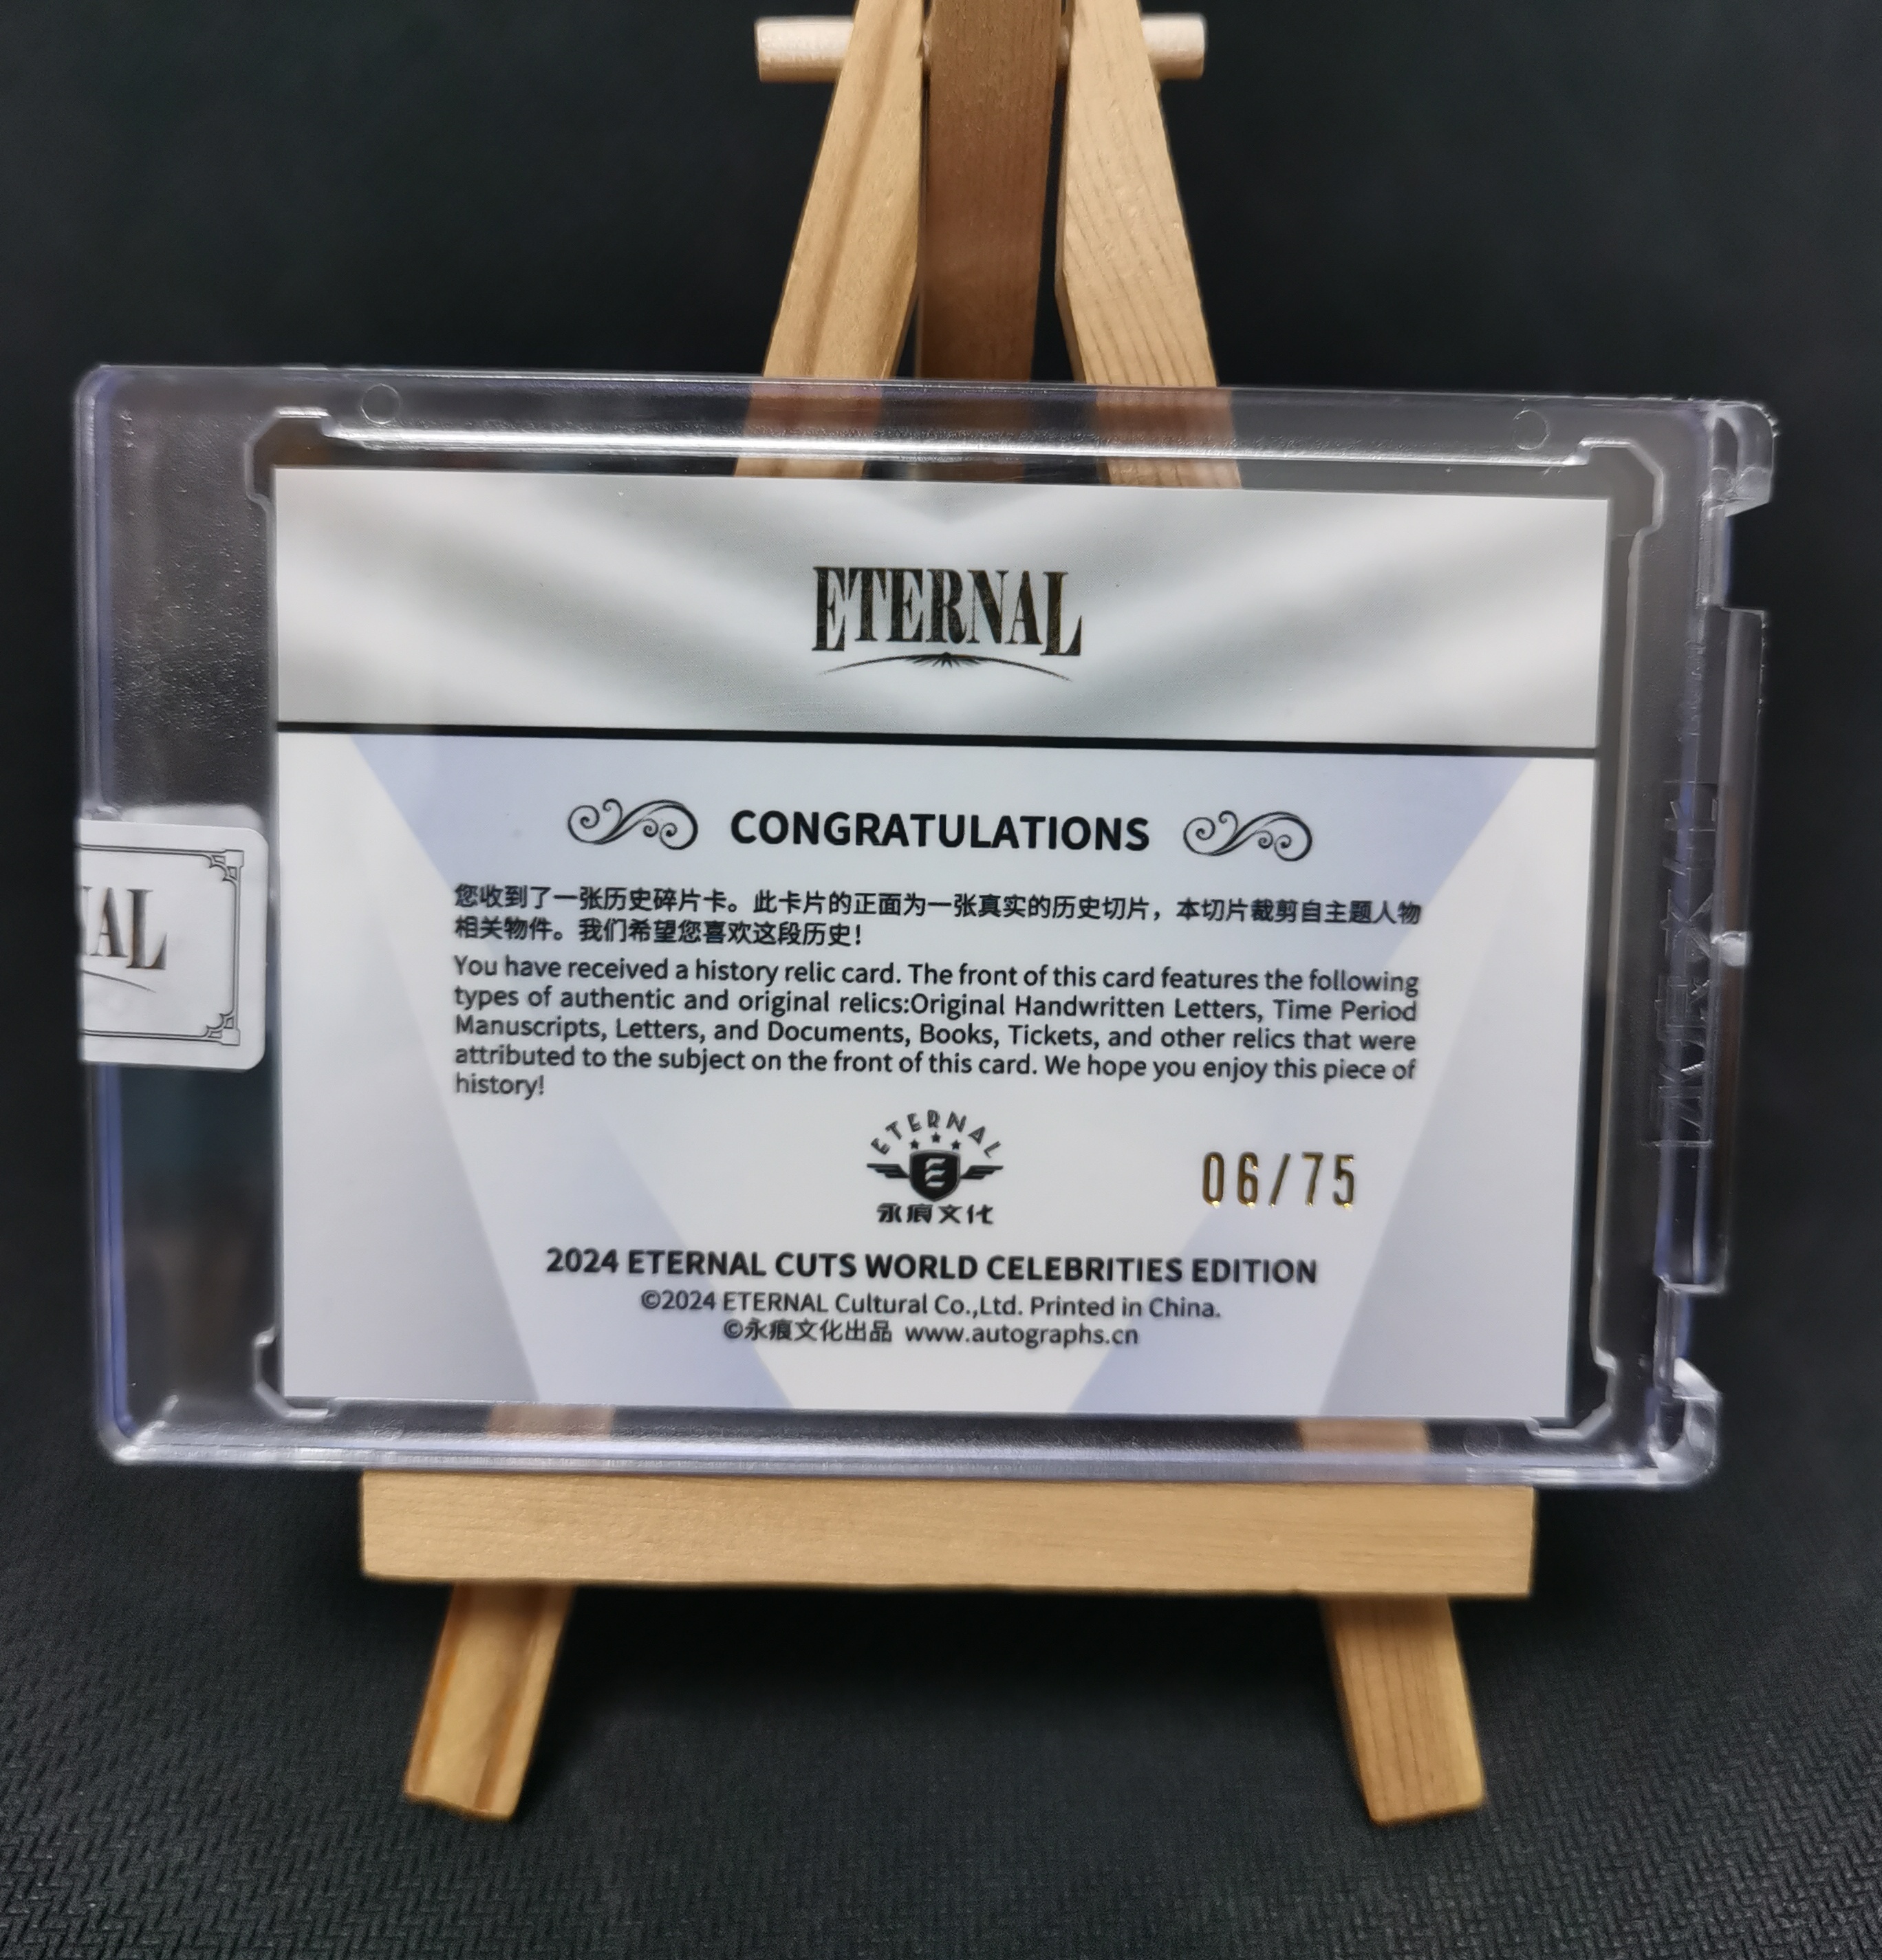 ETERNAL
CONGRATULATIONS
您收到了一张历史碎片卡。此卡片的正面为一张真实的历史切片，本切片裁剪自主题人物
相关物件。我们希望您喜欢这段历史！
You have received a history relic card. The front of this card features the following
types of authentic and original relics:Original Handwritten Letters, Time Period
Manuscripts, Letters, and Documents, Books, Tickets, and other relics that were
attributed to the subject on the front of this card. We hope you enjoy this piece of
history!
NAL
ETERNAL
E
永痕文化
06/75
2024 ETERNAL CUTS WORLD CELEBRITIES EDITION
©2024 ETERNAL Cultural Co.,Ltd. Printed in China.
©永痕文化出品 www.autographs.cn